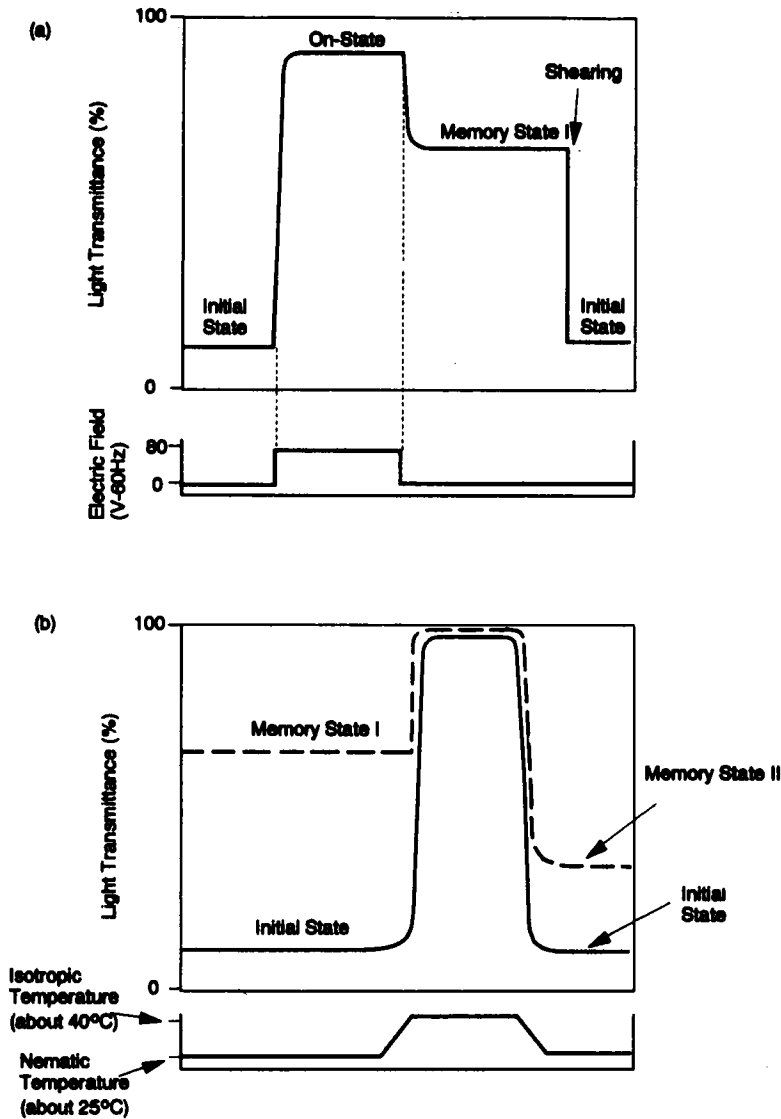 (a)
100
On-State
Shearing
Memory State I
Light Transmittance (%)
Initial
State
Initial
State
0
Electric Field
(V-60Hz)
80
0
(b)
100
Memory State I
Memory State II
Light Transmittance (%)
Initial State
Initial
State
0
Isotropic
Temperature
(about 40°C)
Nematic
Temperature
(about 25°C)